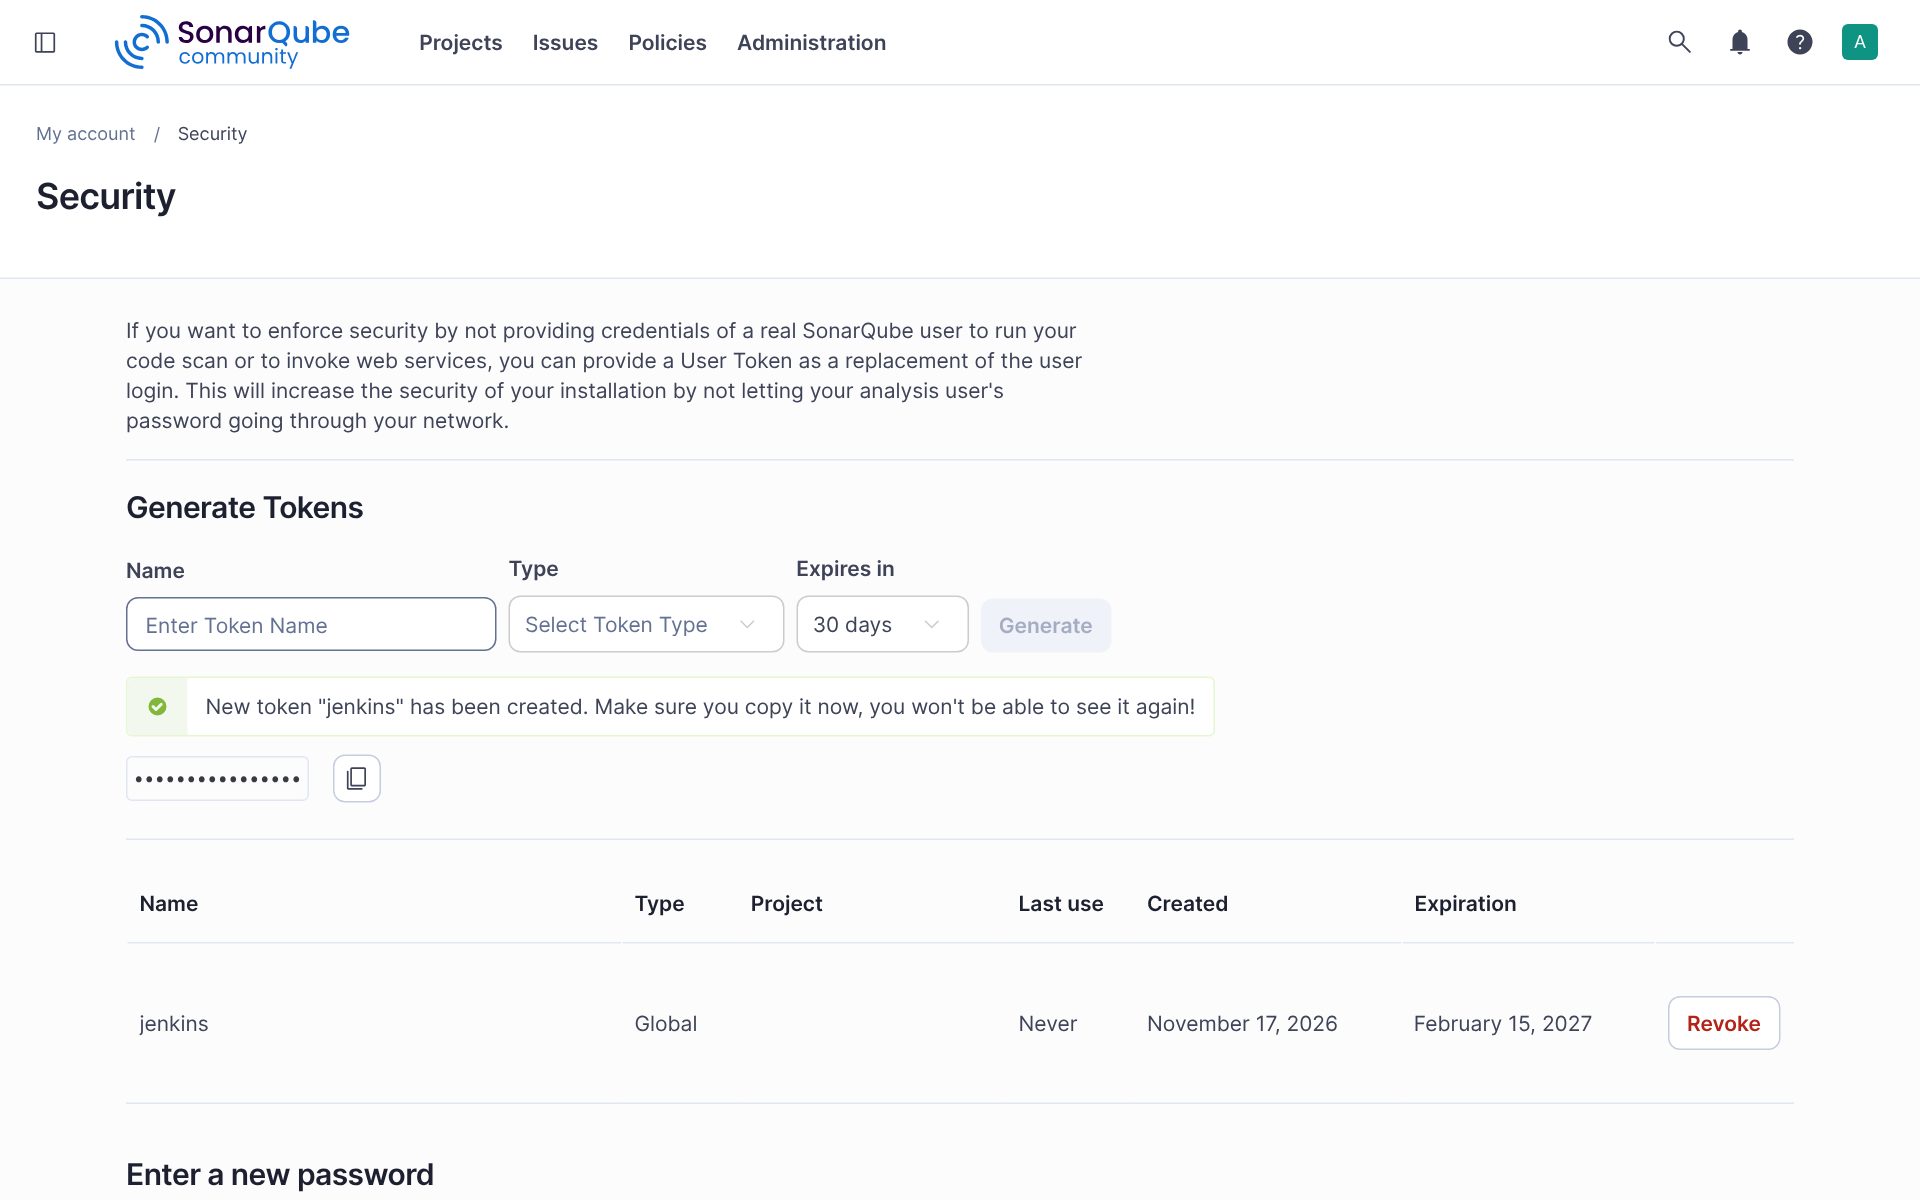 SonarQube
community
Projects Issues Policies Administration
A
My account / Security
Security
If you want to enforce security by not providing credentials of a real SonarQube user to run your
code scan or to invoke web services, you can provide a User Token as a replacement of the user
login. This will increase the security of your installation by not letting your analysis user's
password going through your network.
Generate Tokens
Name Type Expires in
Enter Token Name Select Token Type 30 days Generate
New token "jenkins" has been created. Make sure you copy it now, you won't be able to see it again!
••••••••••••••••
Name Type Project Last use Created Expiration
jenkins Global Never November 17, 2026 February 15, 2027 Revoke
Enter a new password